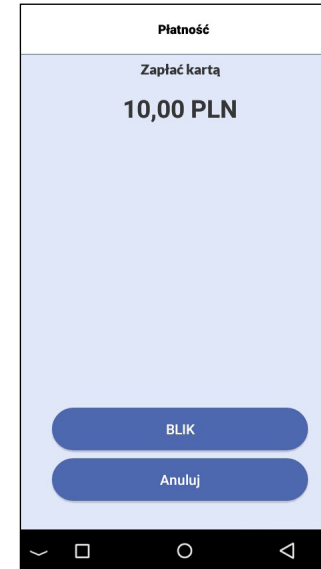 Płatność
Zapłać kartą
10,00 PLN
BLIK
Anuluj